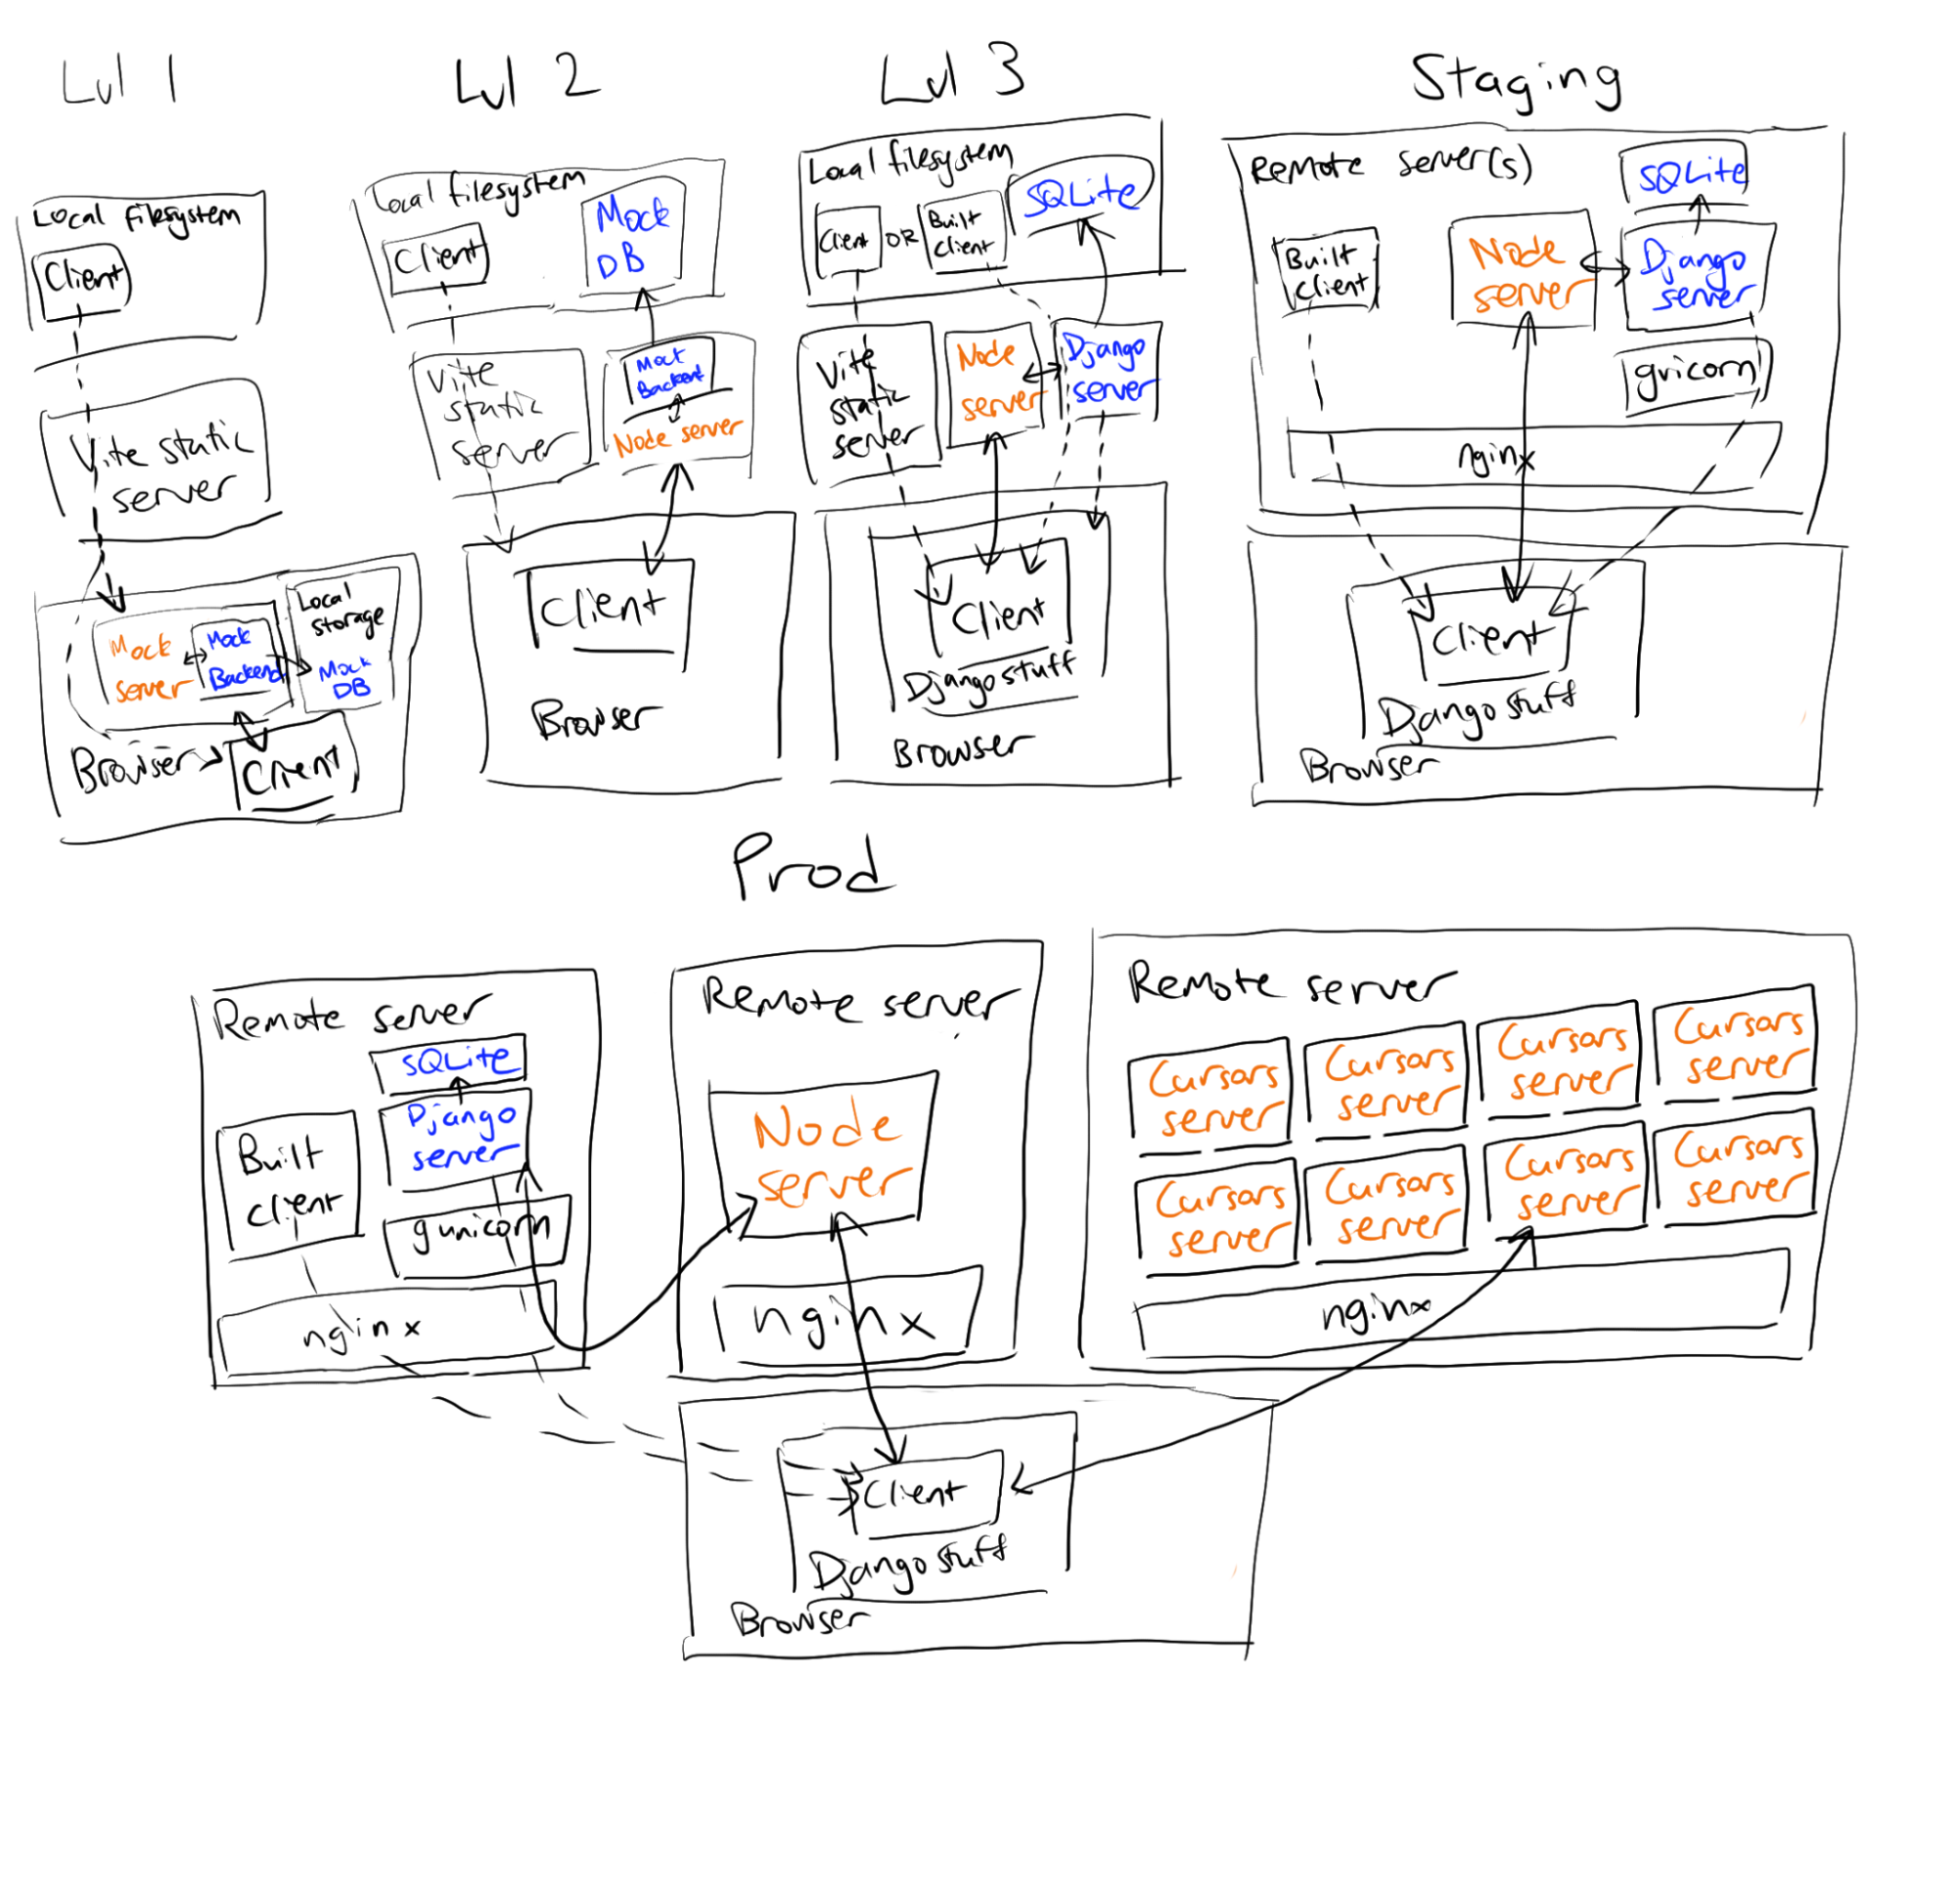 Lvl 1
Local filesystem
Client
Vite static
server
Mock
server
Mock
Backend
Local
storage
Mock
DB
Browser
Client
Lvl 2
Local filesystem
Client
Mock
DB
Vite
static
server
Mock
Backend
Node server
Client
Browser
Lvl 3
Local filesystem
Client
OR
Built
Client
SQLite
Vite
static
server
Node
server
Django
server
Client
Django stuff
Browser
Staging
Remote server(s)
SQLite
Built
client
Node
server
Django
server
gvicorn
nginx
Client
Django stuff
Browser
Prod
Remote server
SQLite
Django
server
Built
client
gunicorn
nginx
Remote server
Node
server
nginx
Remote server
Cursors
server
Cursors
server
Cursors
server
Cursors
server
Cursors
server
Cursors
server
Cursors
server
Cursors
server
nginx
Client
Django stuff
Browser